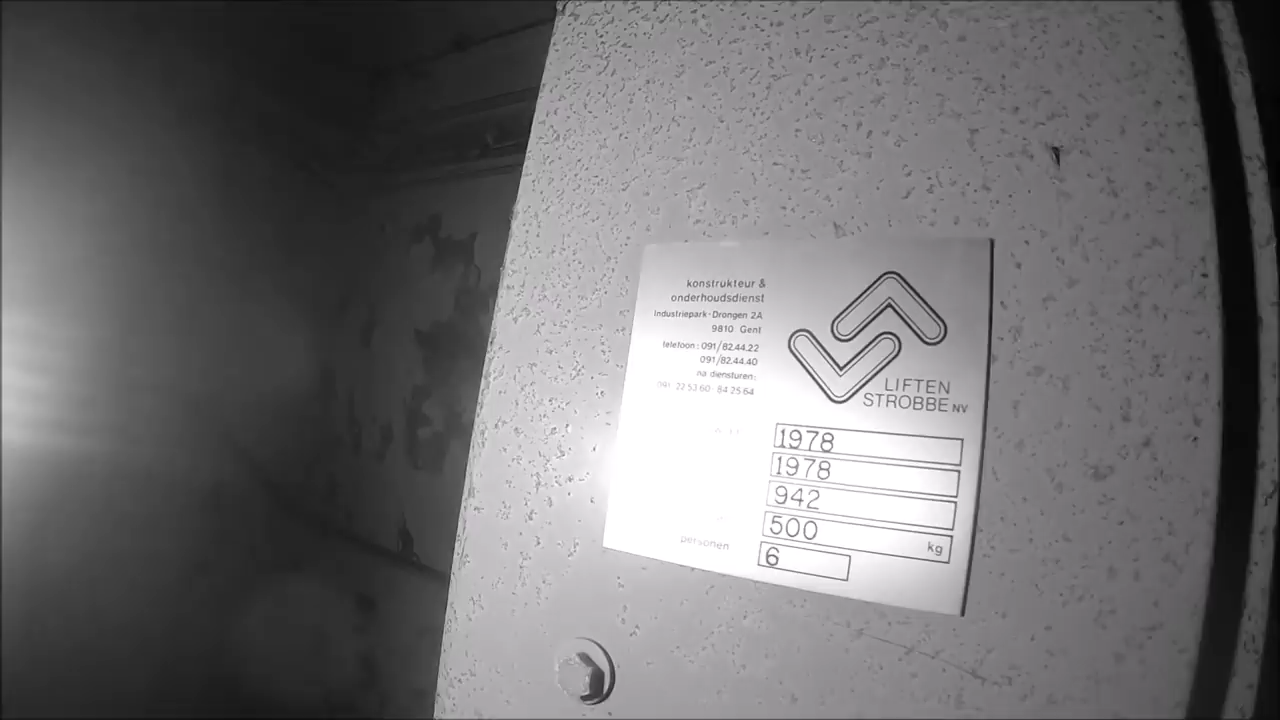 konstrukteur &
onderhoudsdienst
Industriepark-Drongen 2A
9810 Gent
telefoon: 091/82.44.22
091/82.44.40
na diensturen:
091 22 53 60 - 84 25 64
LIFTEN
STROBBE NV
1978
1978
942
500 kg
personen 6